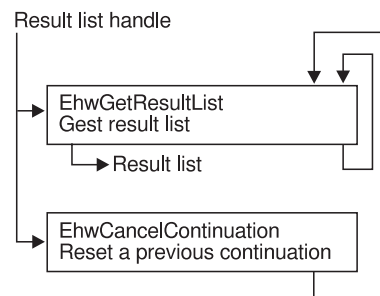 Result list handle
EhwGetResultList
Gest result list
Result list
EhwCancelContinuation
Reset a previous continuation